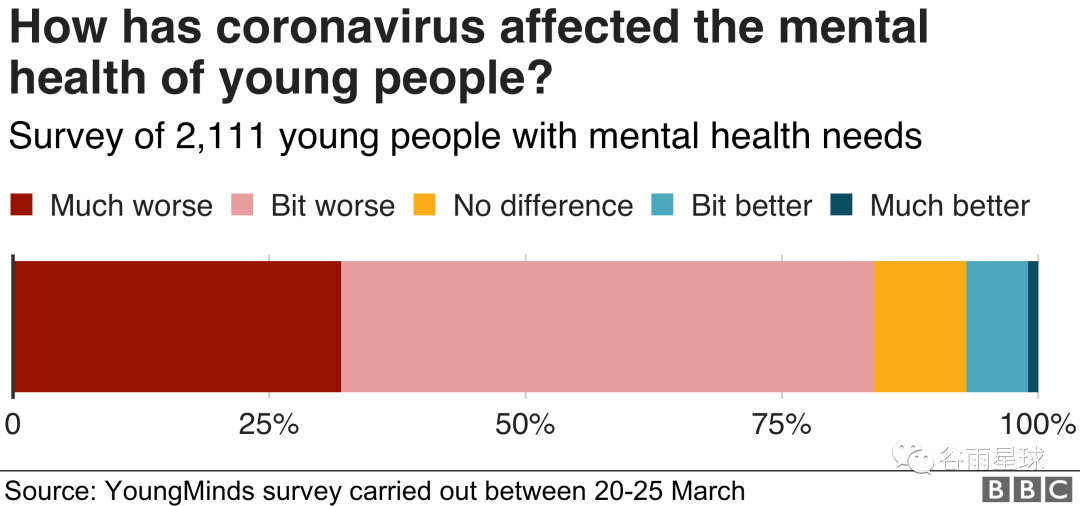 How has coronavirus affected the mental
health of young people?
Survey of 2,111 young people with mental health needs
Much worse Bit worse No difference Bit better Much better
0 25% 50% 75% 100%
谷雨星球
Source: YoungMinds survey carried out between 20-25 March
BBC